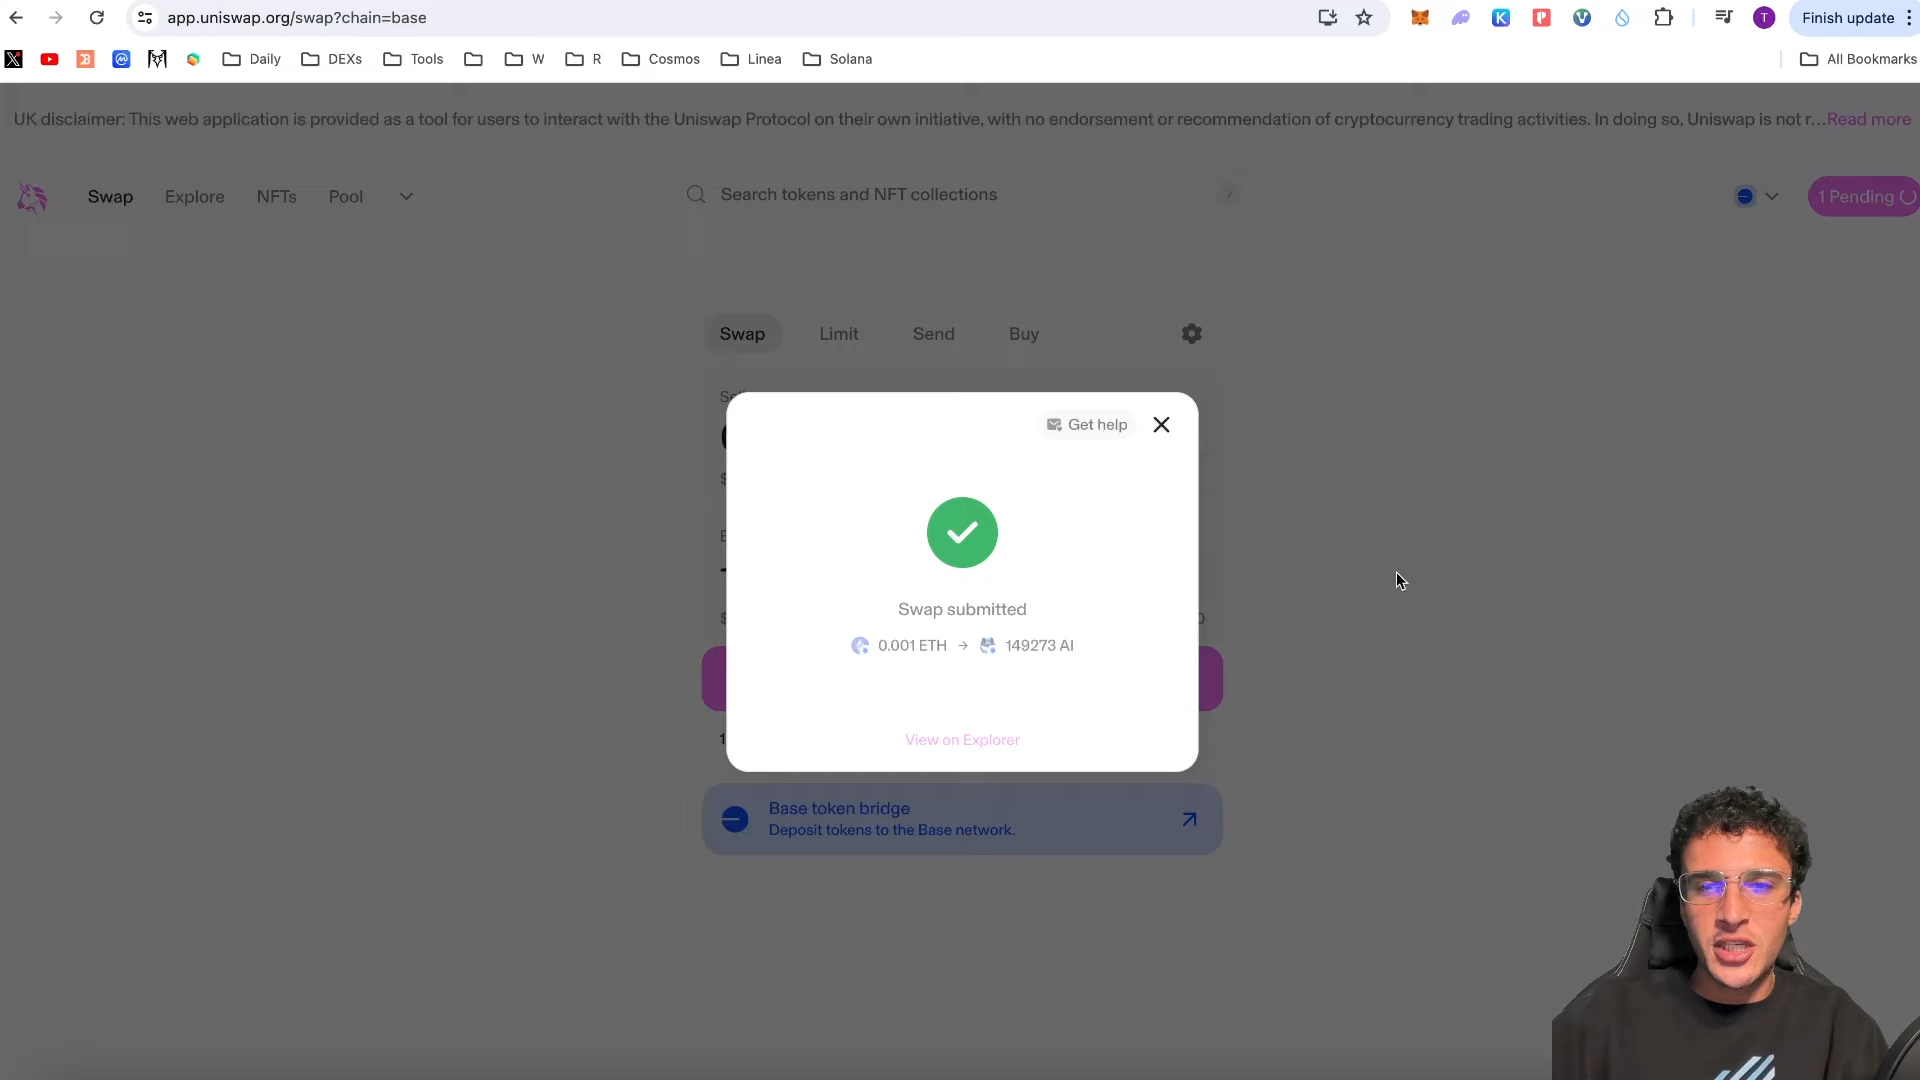 app.uniswap.org/swap?chain=base
Finish update
Daily
DEXs
Tools
W
R
Cosmos
Linea
Solana
All Bookmarks
UK disclaimer: This web application is provided as a tool for users to interact with the Uniswap Protocol on their own initiative, with no endorsement or recommendation of cryptocurrency trading activities. In doing so, Uniswap is not r...Read more
Swap
Explore
NFTs
Pool
Search tokens and NFT collections
/
1 Pending
Swap
Limit
Send
Buy
Get help
Swap submitted
0.001 ETH → 149273 AI
View on Explorer
Base token bridge
Deposit tokens to the Base network.